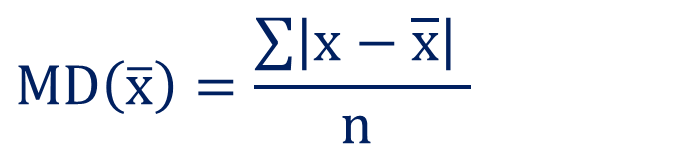 MD(x̅) = ∑|x − x̅|
n